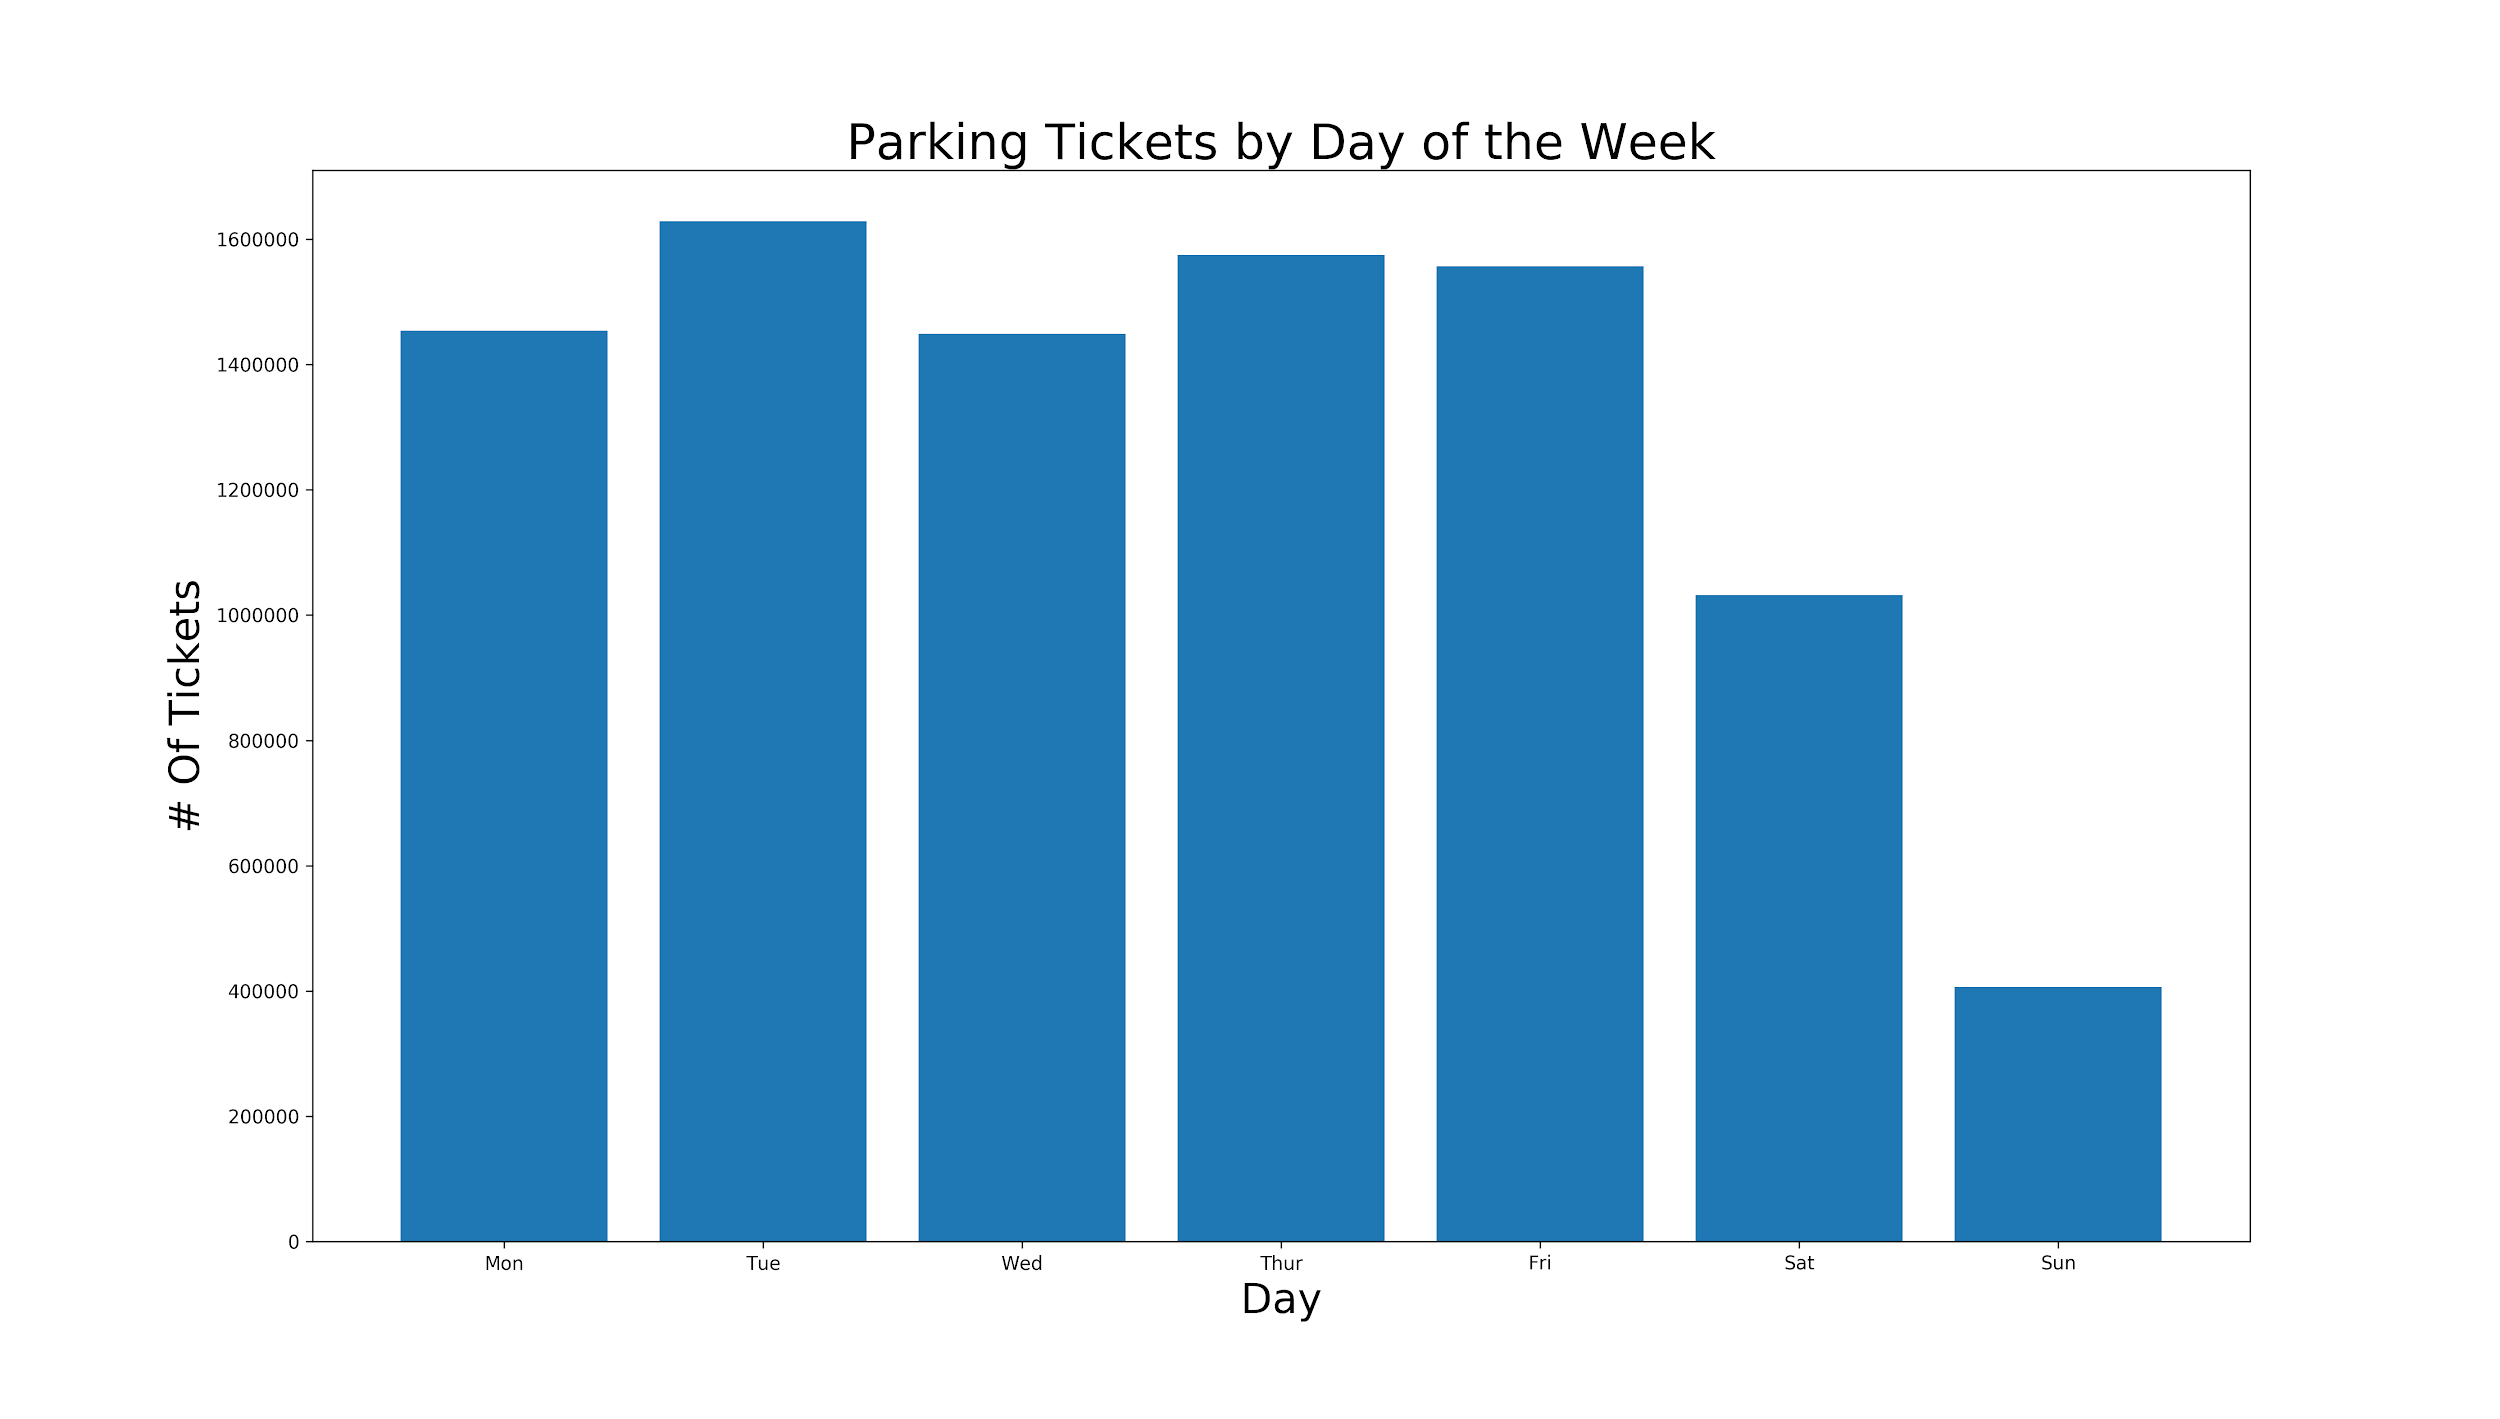 Parking Tickets by Day of the Week
# Of Tickets
1600000
1400000
1200000
1000000
800000
600000
400000
200000
0
Mon Tue Wed Thur Fri Sat Sun
Day